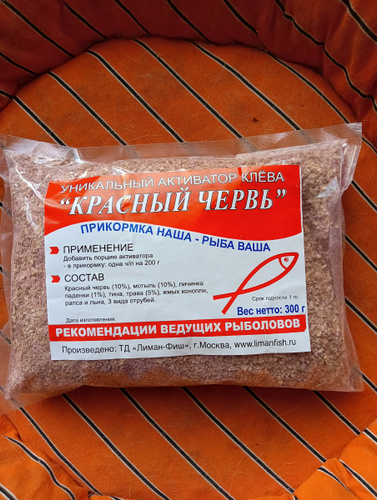 УНИКАЛЬНЫЙ АКТИВАТОР КЛЁВА
“КРАСНЫЙ ЧЕРВЬ”
ПРИКОРМКА НАША - РЫБА ВАША
ПРИМЕНЕНИЕ
Добавить порцию активатора
- в прикормку: одна ч/л на 200 г
СОСТАВ
Красный червь (10%), мотыль (10%), личинка
паденки (1%), тина, трава (5%), жмых конопли,
рапса и льна, 3 вида отрубей.
Срок годности 1 год
Дата изготовления:
Вес нетто: 300 г
РЕКОМЕНДАЦИИ ВЕДУЩИХ РЫБОЛОВОВ
Произведено: ТД «Лиман-Фиш», г.Москва, www.limanfish.ru